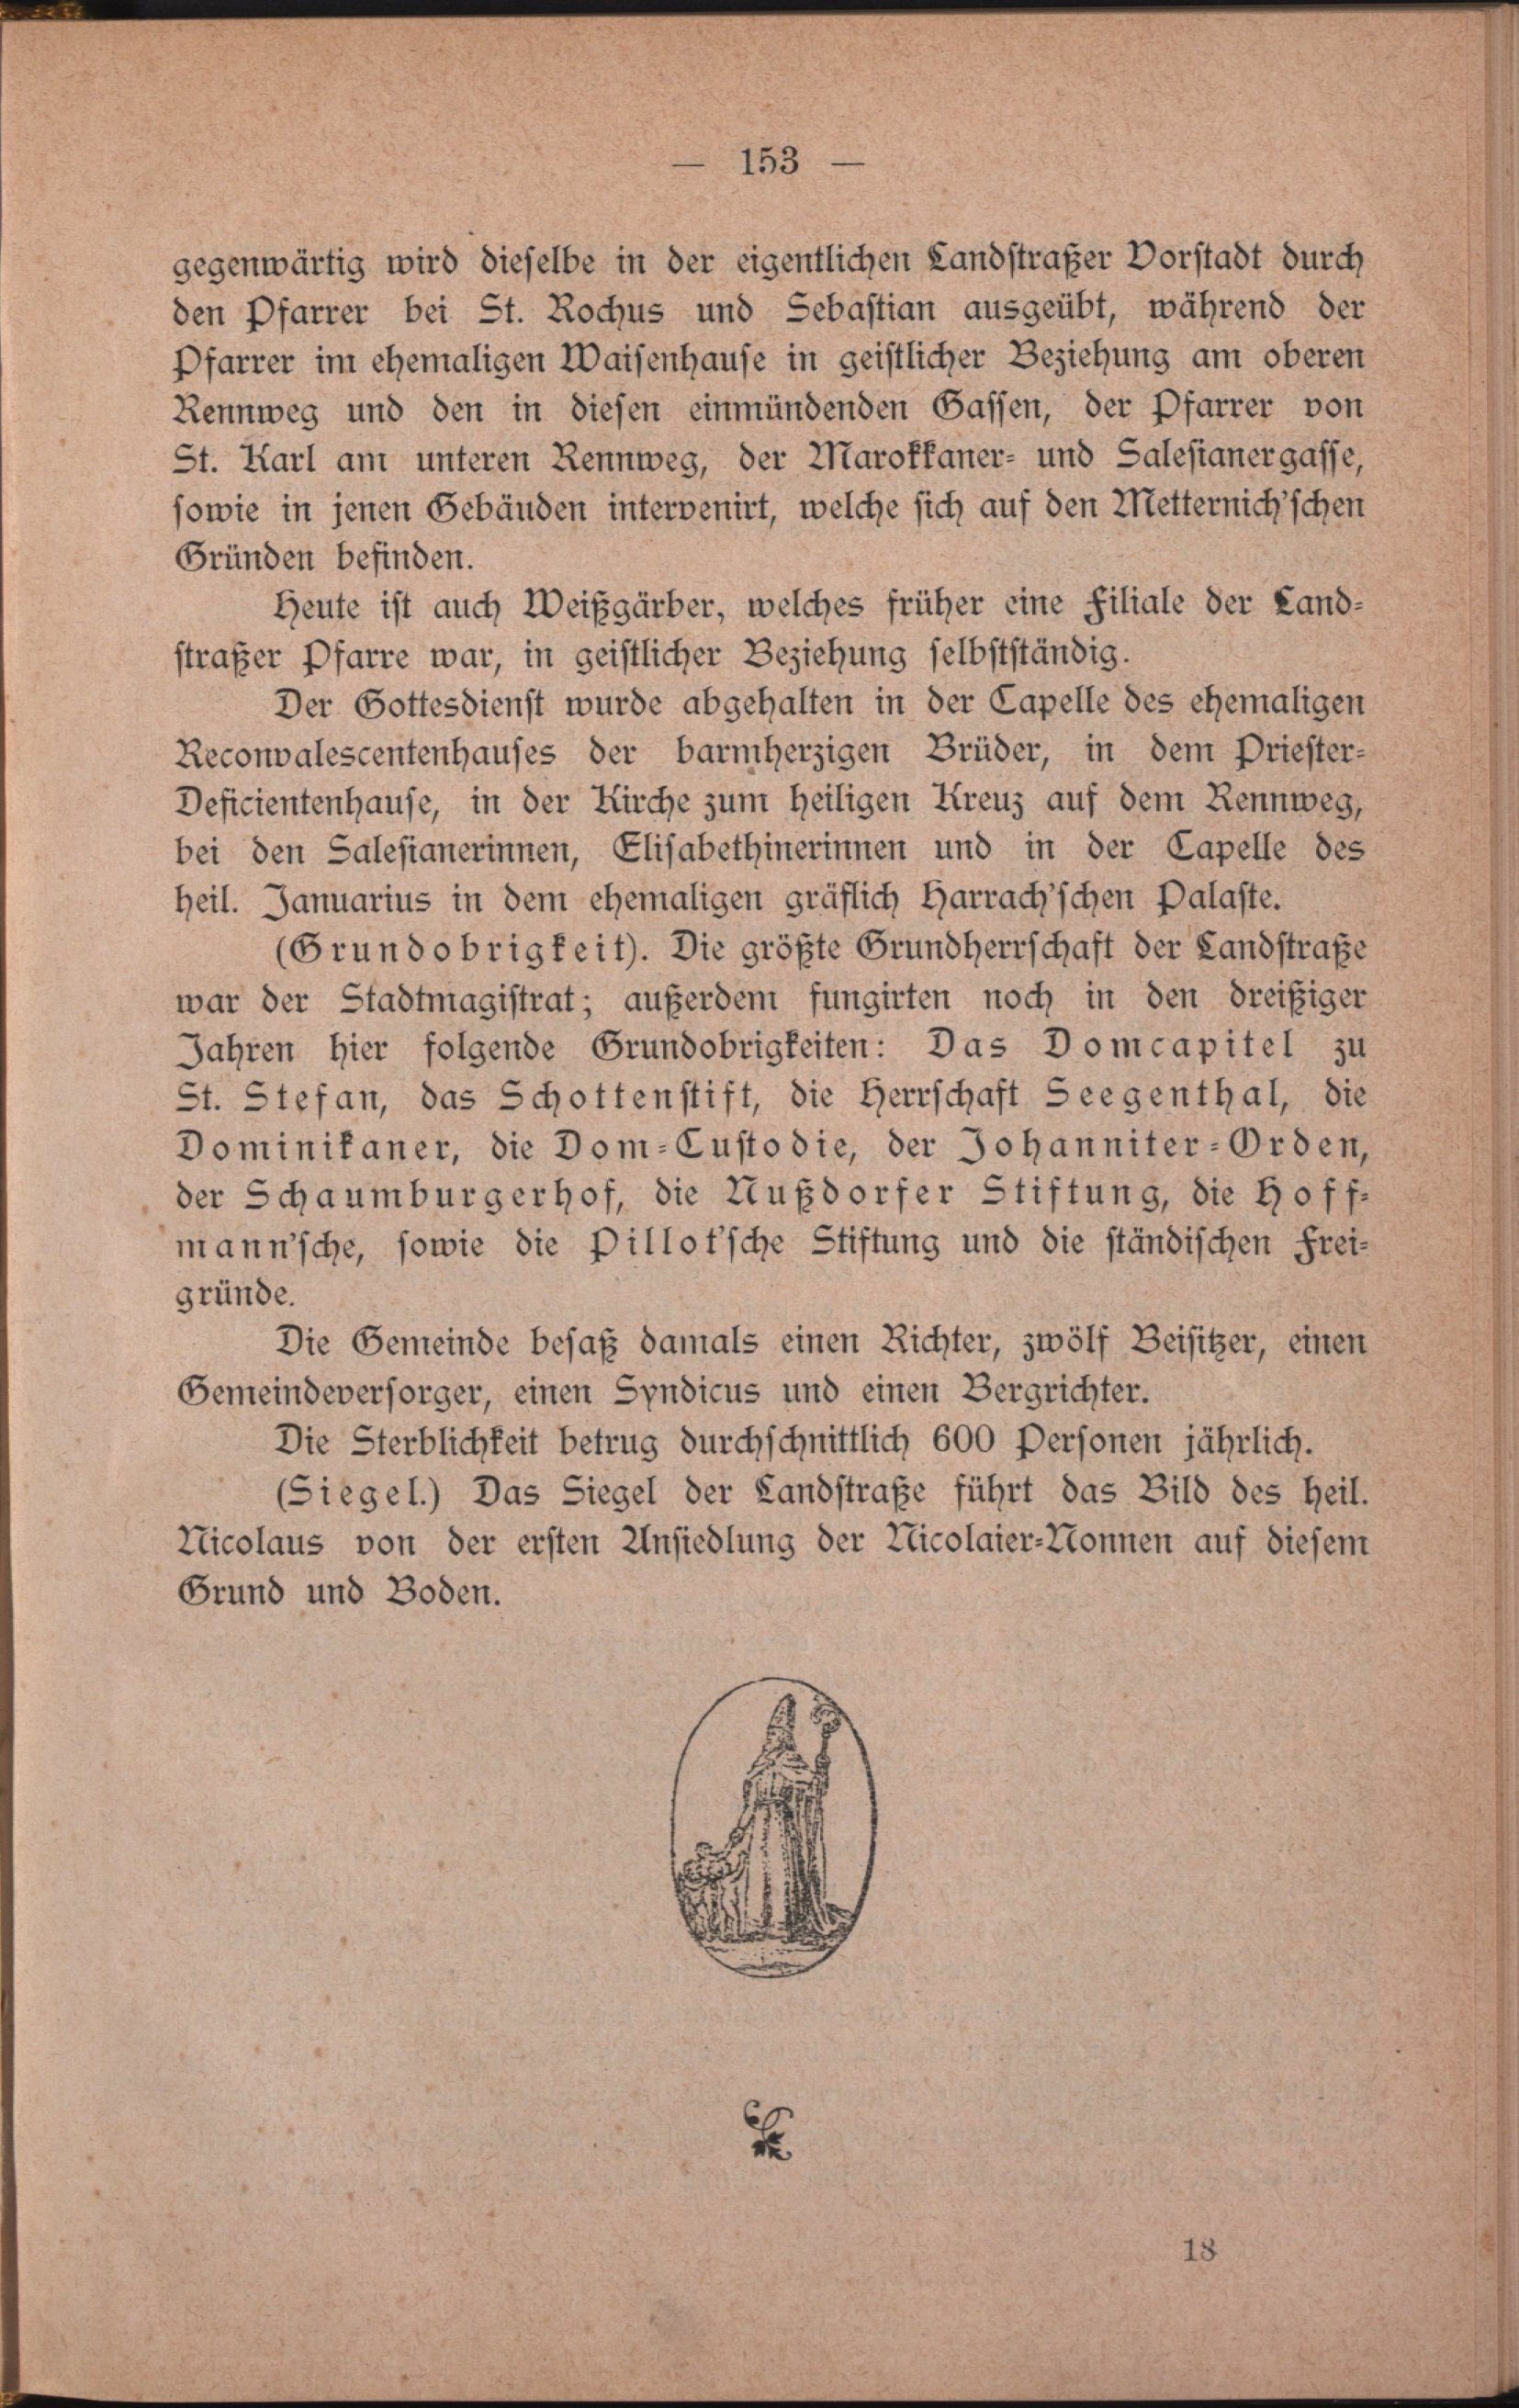 — 153 —
gegenwärtig wird dieselbe in der eigentlichen Landstraßer Vorstadt durch
den Pfarrer bei St. Rochus und Sebastian ausgeübt, während der
Pfarrer im ehemaligen Waisenhause in geistlicher Beziehung am oberen
Rennweg und den in diesen einmündenden Gassen, der Pfarrer von
St. Karl am unteren Rennweg, der Marokkaner- und Salesianergasse,
sowie in jenen Gebäuden intervenirt, welche sich auf den Metternich'schen
Gründen befinden.
Heute ist auch Weißgärber, welches früher eine Filiale der Land-
straßer Pfarre war, in geistlicher Beziehung selbstständig.
Der Gottesdienst wurde abgehalten in der Capelle des ehemaligen
Reconvalescentenhauses der barmherzigen Brüder, in dem Priester-
Deficientenhause, in der Kirche zum heiligen Kreuz auf dem Rennweg,
bei den Salesianerinnen, Elisabethinerinnen und in der Capelle des
heil. Januarius in dem ehemaligen gräflich Harrach'schen Palaste.
(Grundobrigkeit). Die größte Grundherrschaft der Landstraße
war der Stadtmagistrat; außerdem fungirten noch in den dreißiger
Jahren hier folgende Grundobrigkeiten: Das Domcapitel zu
St. Stefan, das Schottenstift, die Herrschaft Seegenthal, die
Dominikaner, die Dom-Custodie, der Johanniter-Orden,
der Schaumburgerhof, die Nußdorfer Stiftung, die Hoff-
mann'sche, sowie die Pillot'sche Stiftung und die ständischen Frei-
gründe.
Die Gemeinde besaß damals einen Richter, zwölf Beisitzer, einen
Gemeindeversorger, einen Syndicus und einen Bergrichter.
Die Sterblichkeit betrug durchschnittlich 600 Personen jährlich.
(Siegel.) Das Siegel der Landstraße führt das Bild des heil.
Nicolaus von der ersten Ansiedlung der Nicolaier-Nonnen auf diesem
Grund und Boden.
18